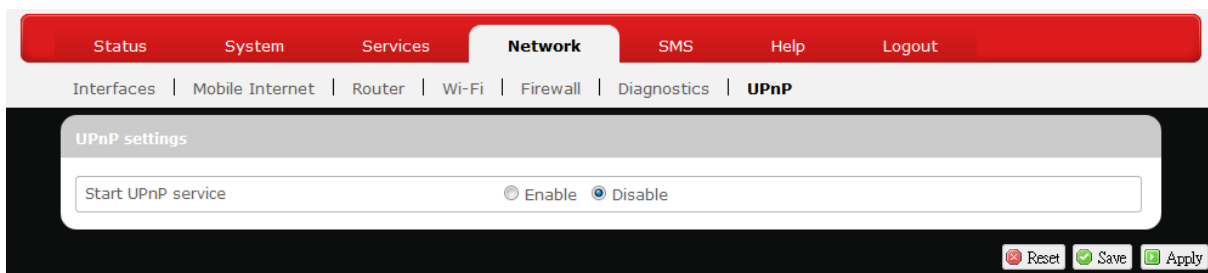 Status System Services Network SMS Help Logout
Interfaces | Mobile Internet | Router | Wi-Fi | Firewall | Diagnostics | UPnP
UPnP settings
Start UPnP service Enable Disable
Reset Save Apply